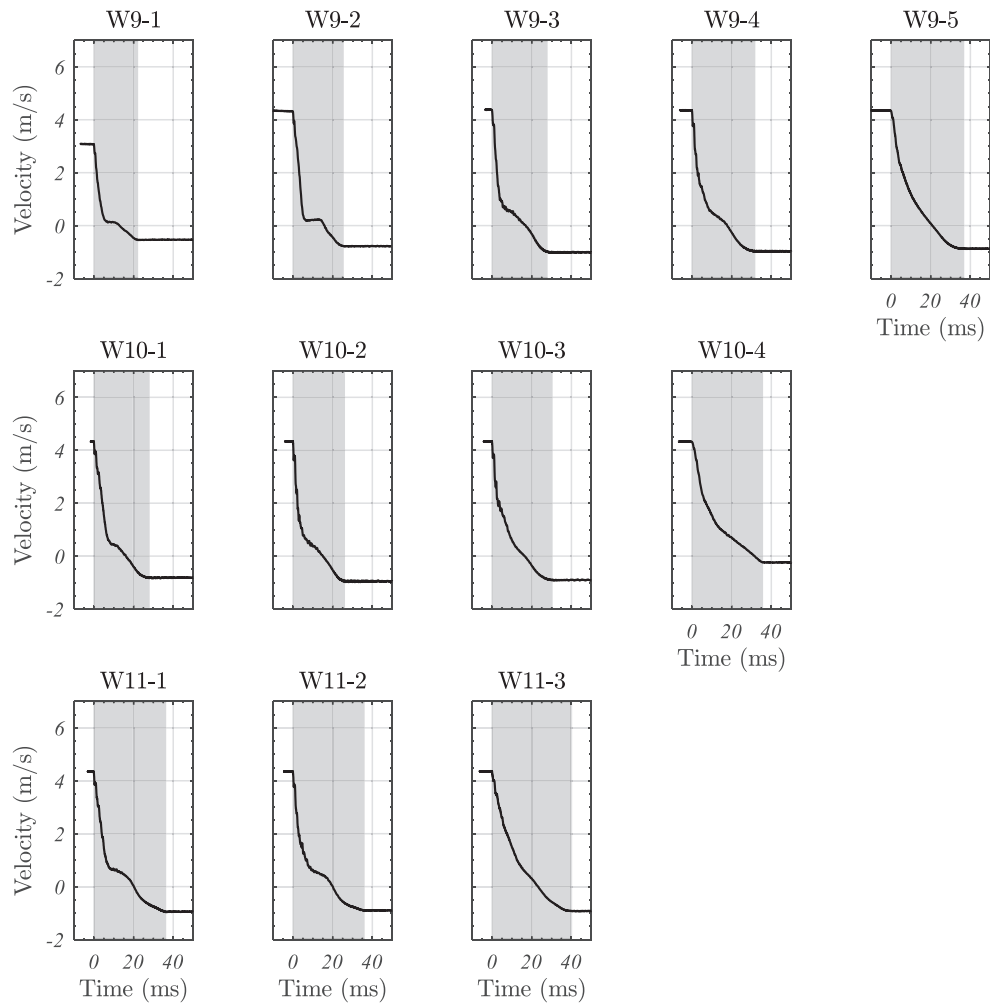 W9-1 W9-2 W9-3 W9-4 W9-5
6
4
2
0
-2
Velocity (m/s)
0 20 40
Time (ms)
W10-1 W10-2 W10-3 W10-4
6
4
2
0
-2
Velocity (m/s)
0 20 40
Time (ms)
W11-1 W11-2 W11-3
6
4
2
0
-2
Velocity (m/s)
0 20 40 0 20 40 0 20 40
Time (ms) Time (ms) Time (ms)